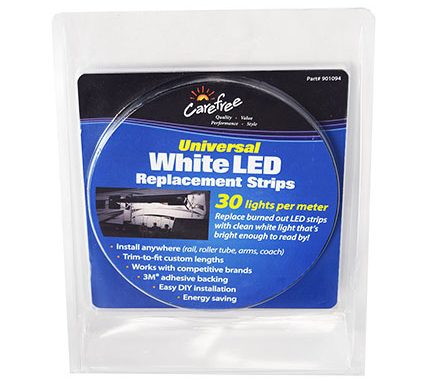 Part# 901094
Carefree
Quality · Value
Performance · Style
Universal
White LED
Replacement Strips
30 lights per meter
Replace burned out LED strips
with clean white light that's
bright enough to read by!
• Install anywhere (rail, roller tube, arms, coach)
• Trim-to-fit custom lengths
• Works with competitive brands
• 3M® adhesive backing
• Easy DIY installation
• Energy saving